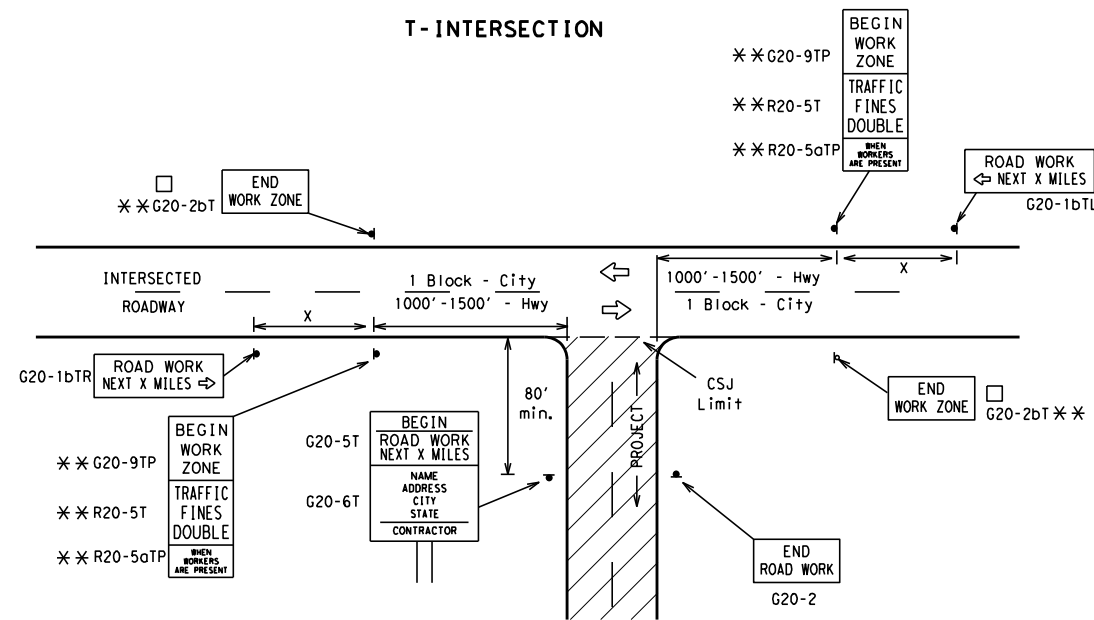 T-INTERSECTION
BEGIN
WORK
ZONE
**G20-9TP
TRAFFIC
FINES
DOUBLE
**R20-5T
WHEN
WORKERS
ARE PRESENT
**R20-5aTP
ROAD WORK
⇦ NEXT X MILES
G20-1bTL
END
WORK ZONE
□
**G20-2bT
INTERSECTED
ROADWAY
1 Block - City
1000'-1500' - Hwy
X
1000'-1500' - Hwy
1 Block - City
X
G20-1bTR
ROAD WORK
NEXT X MILES ⇨
BEGIN
WORK
ZONE
**G20-9TP
TRAFFIC
FINES
DOUBLE
**R20-5T
WHEN
WORKERS
ARE PRESENT
**R20-5aTP
G20-5T
BEGIN
ROAD WORK
NEXT X MILES
G20-6T
NAME
ADDRESS
CITY
STATE
CONTRACTOR
80'
min.
PROJECT
CSJ
Limit
END
WORK ZONE
□
G20-2bT **
END
ROAD WORK
G20-2